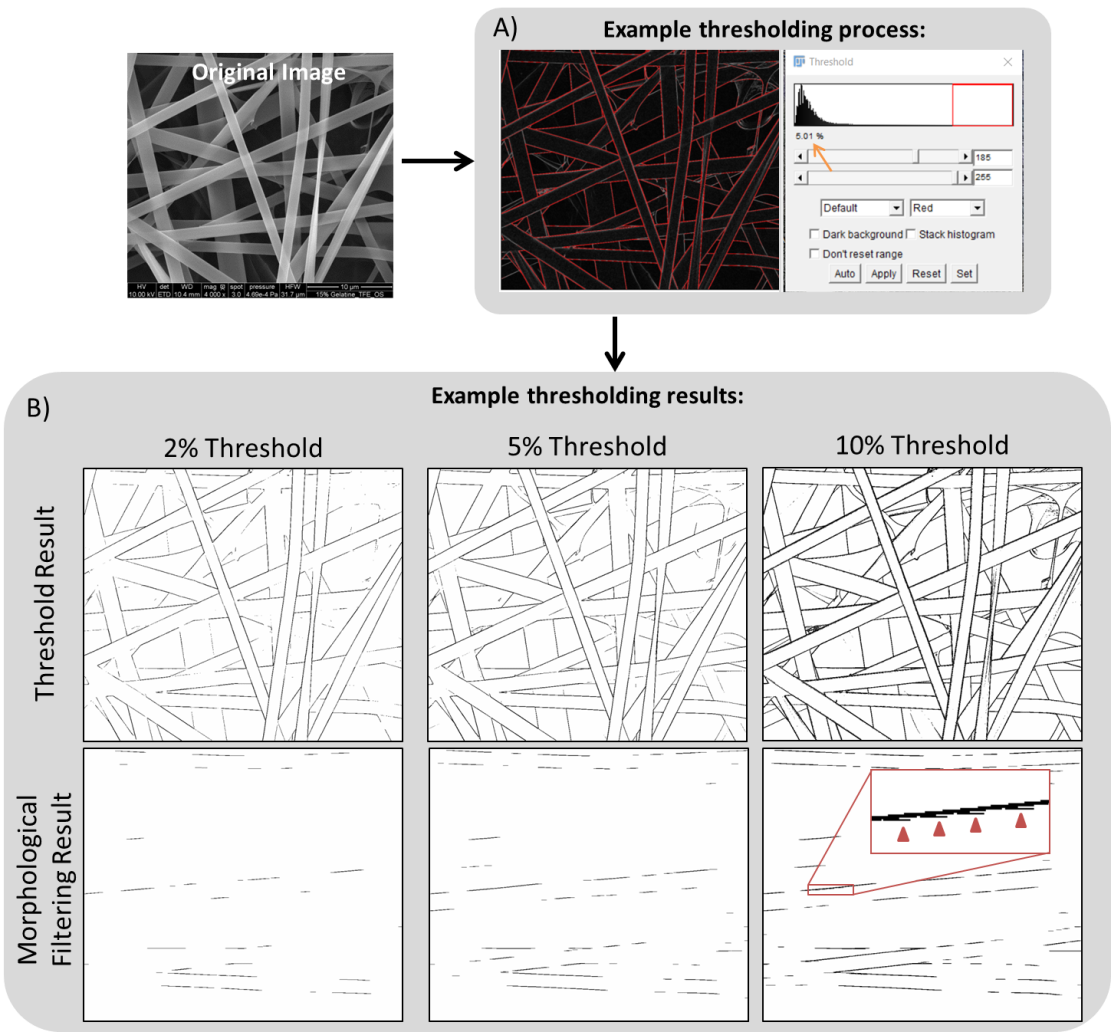 A)
Example thresholding process:
Original Image
HV det WD mag @ spot pressure HFW 10 µm
10.00 kV ETD 10.4 mm 4 000 x 3.0 4.69e-4 Pa 31.7 µm 15% Gelatine_TFE_OS
Threshold
5.01 %
185
255
Default Red
Dark background Stack histogram
Don't reset range
Auto Apply Reset Set
B)
Example thresholding results:
2% Threshold 5% Threshold 10% Threshold
Threshold Result
Morphological
Filtering Result